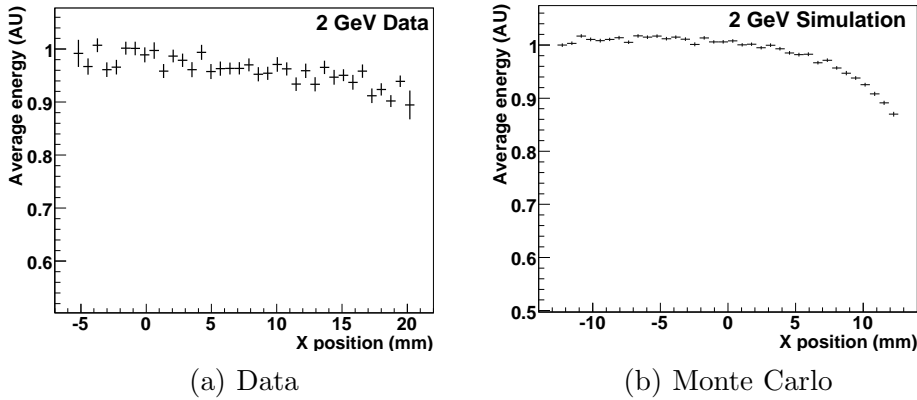 2 GeV Data
Average energy (AU)
1
0.9
0.8
0.7
0.6
-5
0
5
10
15
20
X position (mm)
(a) Data
2 GeV Simulation
Average energy (AU)
1
0.9
0.8
0.7
0.6
0.5
-10
-5
0
5
10
X position (mm)
(b) Monte Carlo